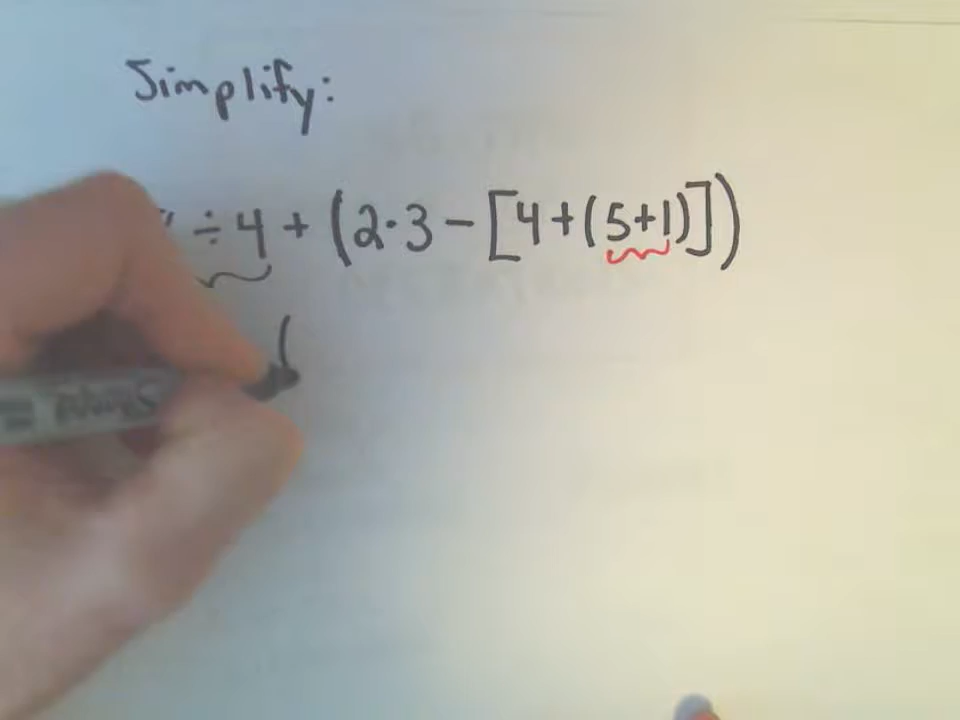 Simplify:
÷ 4 + (2·3 − [4 + (5+1)])
(